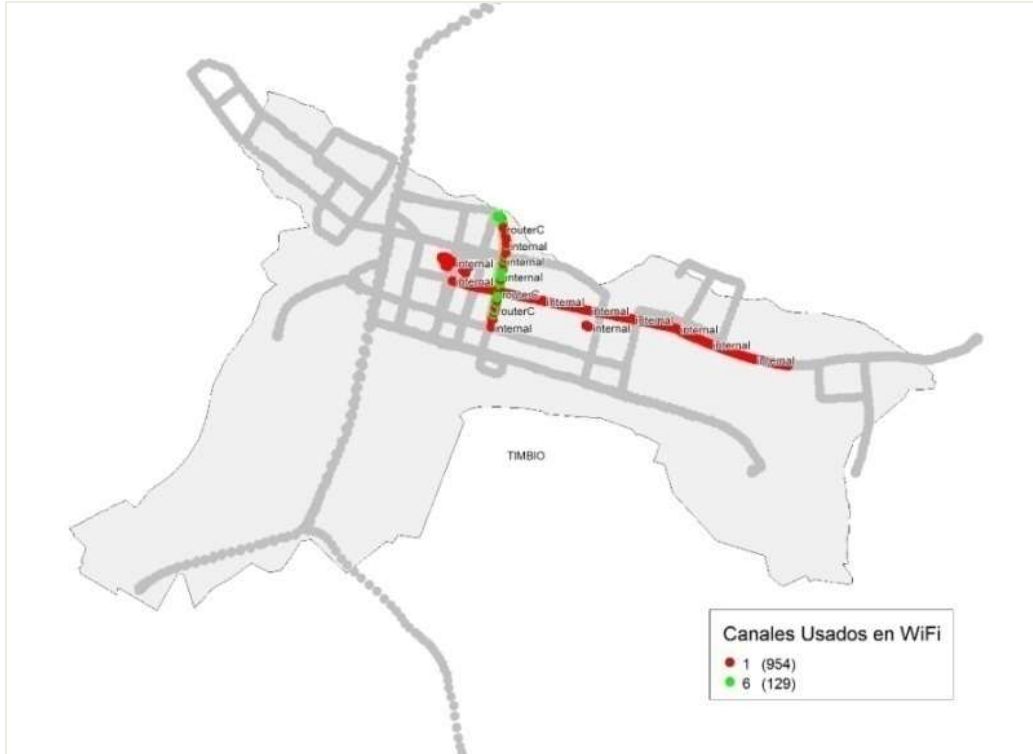 routerC
internal
internal
internal
internal
internal
routerC
internal
routerC
internal
internal
internal
internal
internal
internal
internal
TIMBIO
Canales Usados en WiFi
1 (954)
6 (129)